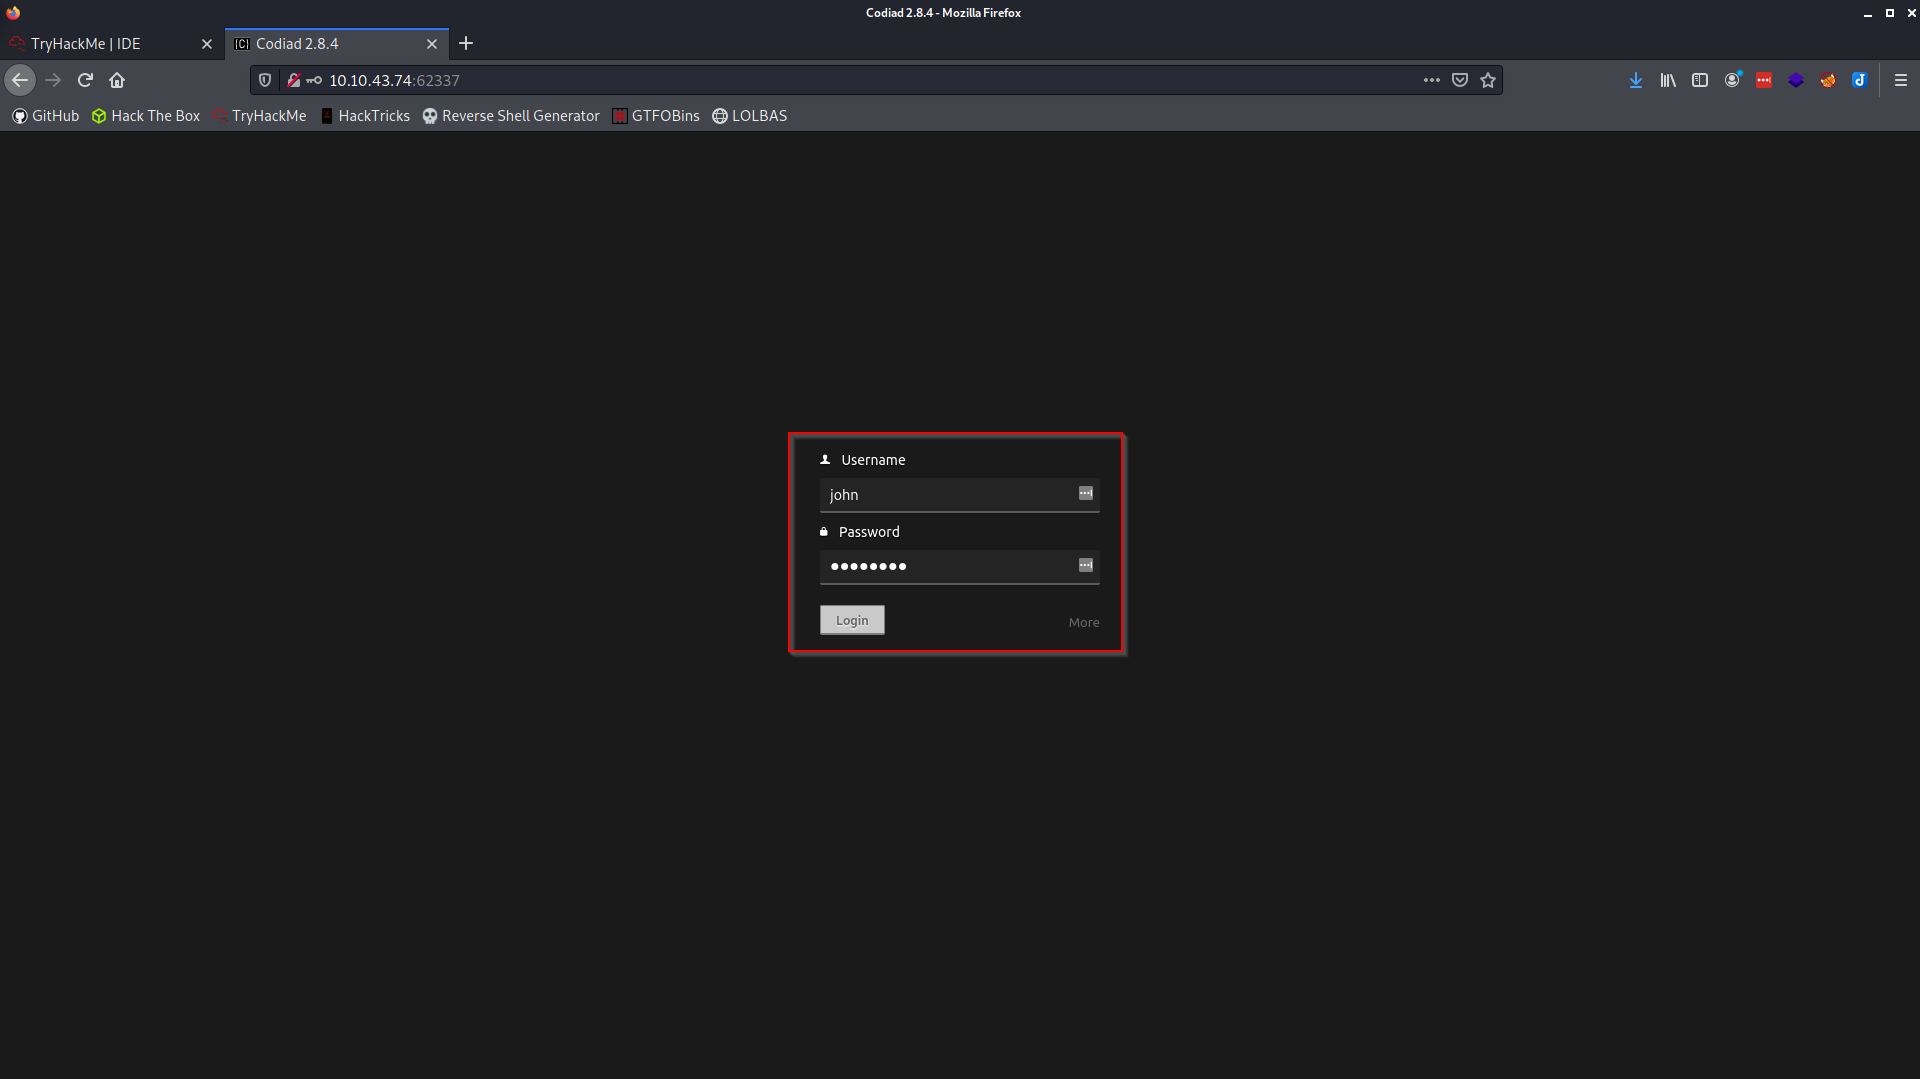 Codiad 2.8.4 - Mozilla Firefox
TryHackMe | IDE
Codiad 2.8.4
10.10.43.74:62337
GitHub Hack The Box TryHackMe HackTricks Reverse Shell Generator GTFOBins LOLBAS
Username
john
Password
●●●●●●●●
Login More